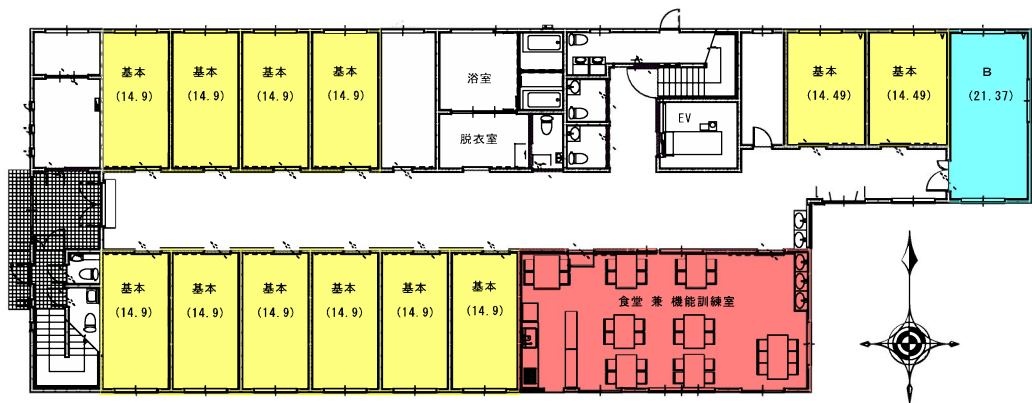 基本 基本 基本 基本
(14.9) (14.9) (14.9) (14.9)
浴室
脱衣室
EV
基本 基本
(14.49) (14.49)
B
(21.37)
基本 基本 基本 基本 基本 基本
(14.9) (14.9) (14.9) (14.9) (14.9) (14.9)
食堂 兼 機能訓練室